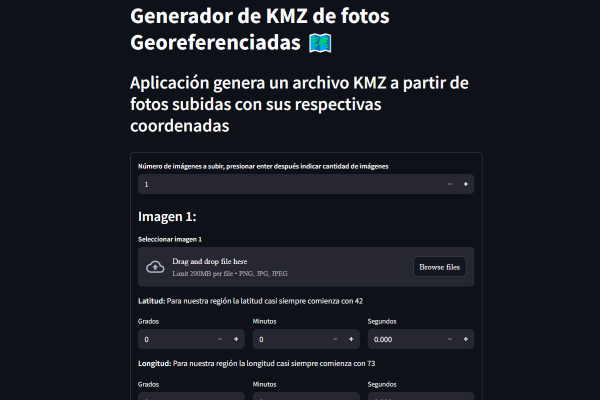 Generador de KMZ de fotos
Georeferenciadas
Aplicación genera un archivo KMZ a partir de
fotos subidas con sus respectivas
coordenadas
Número de imágenes a subir, presionar enter después indicar cantidad de imágenes
1 − +
Imagen 1:
Seleccionar imagen 1
Drag and drop file here
Limit 200MB per file • PNG, JPG, JPEG
Browse files
Latitud: Para nuestra región la latitud casi siempre comienza con 42
Grados Minutos Segundos
0 − + 0 − + 0.000 − +
Longitud: Para nuestra región la longitud casi siempre comienza con 73
Grados Minutos Segundos